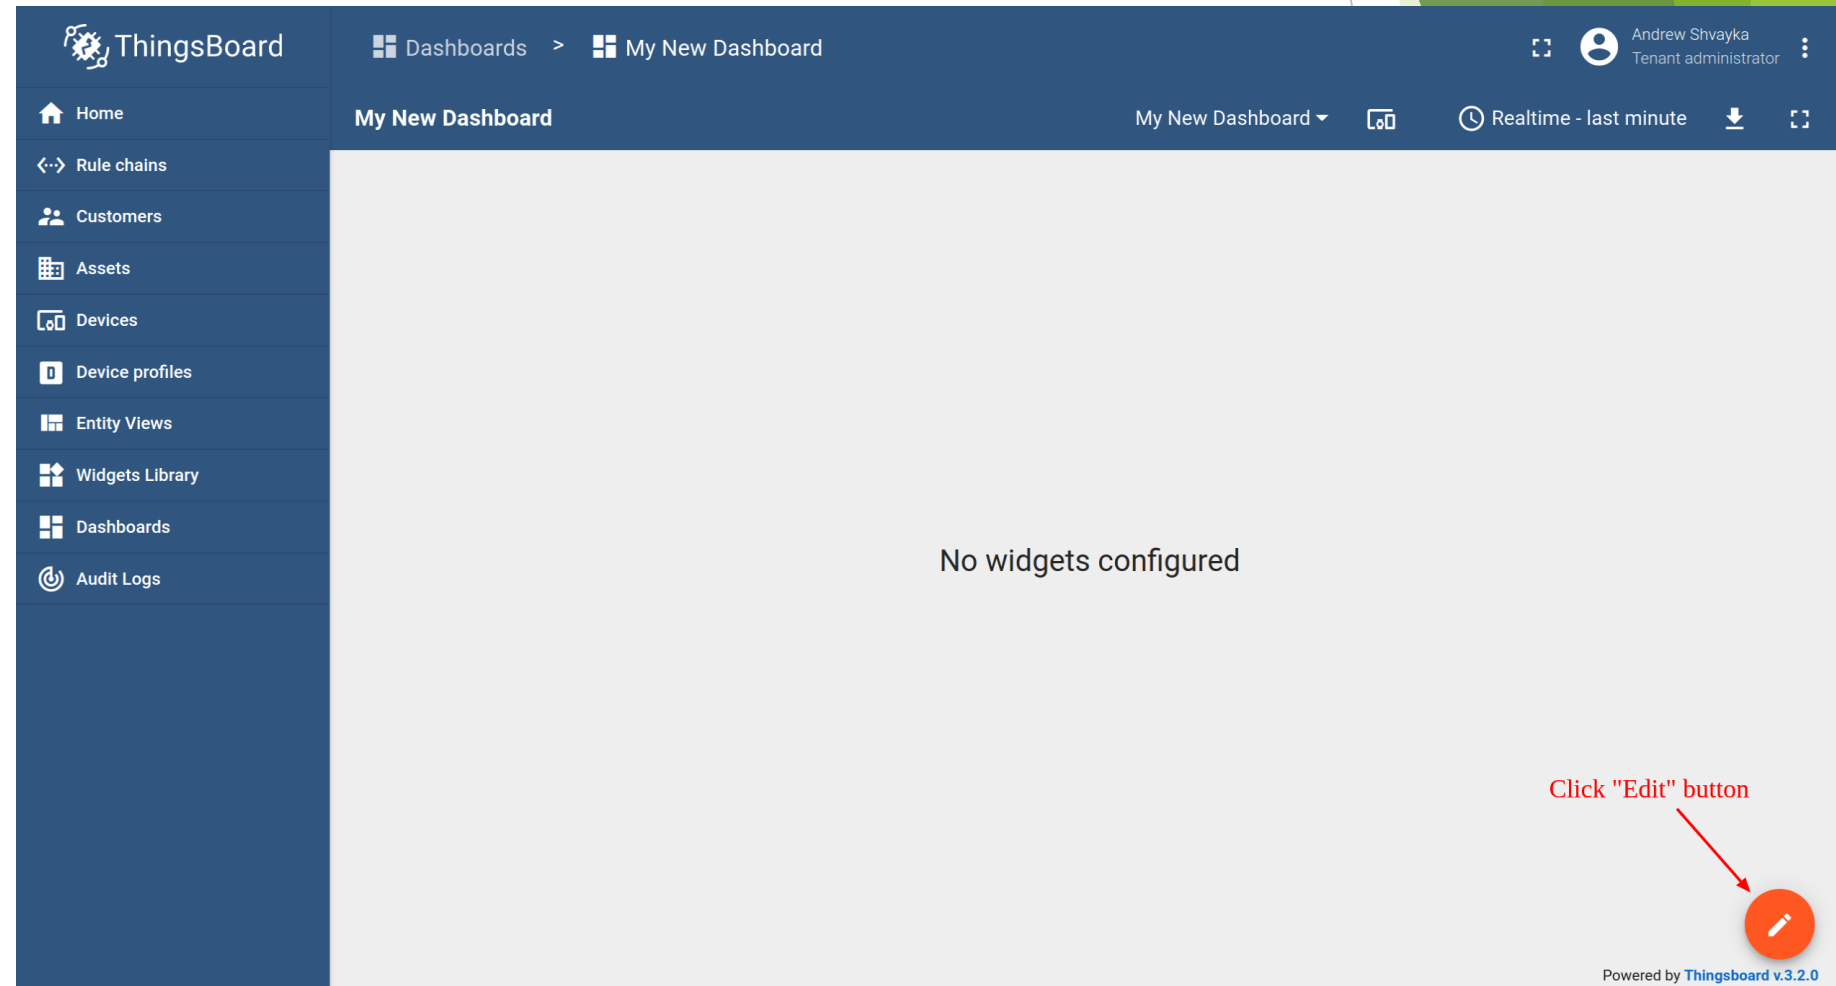 ThingsBoard
Dashboards > My New Dashboard
Andrew Shvayka
Tenant administrator
My New Dashboard
My New Dashboard
Realtime - last minute
Home
Rule chains
Customers
Assets
Devices
D Device profiles
Entity Views
Widgets Library
Dashboards
Audit Logs
No widgets configured
Click "Edit" button
Powered by Thingsboard v.3.2.0